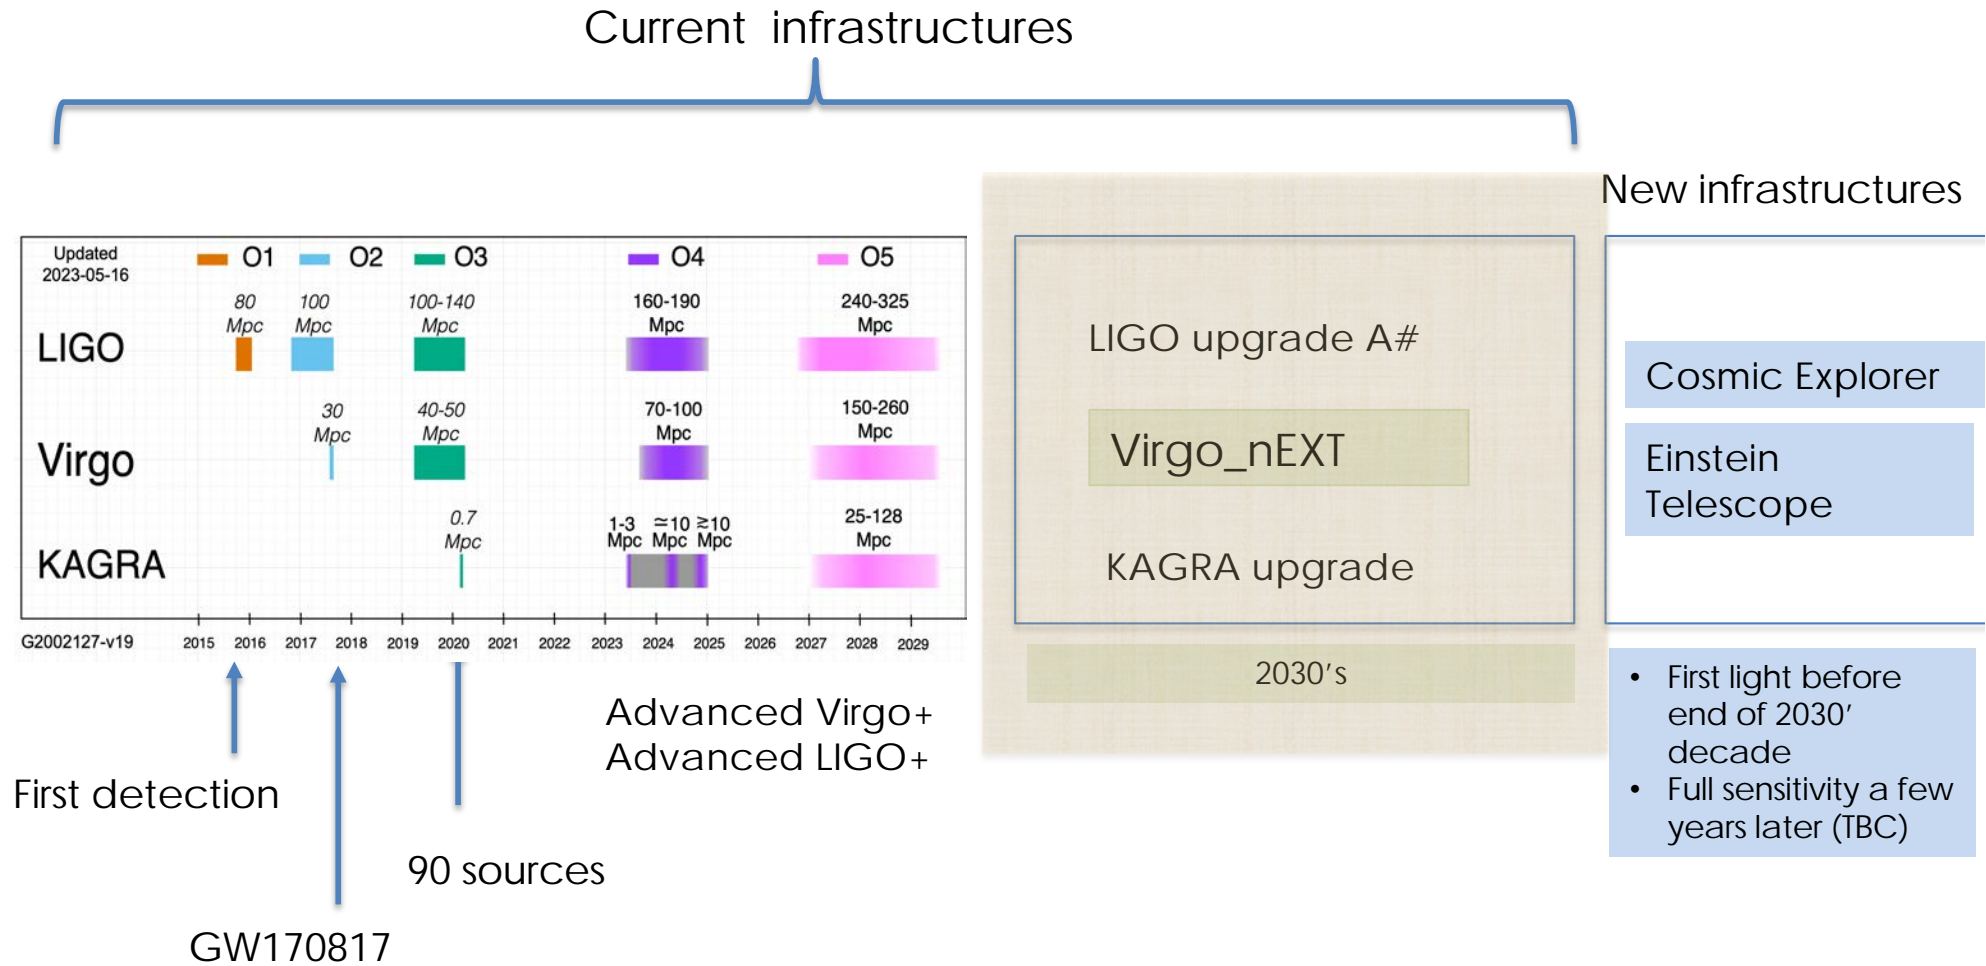 Current infrastructures
New infrastructures
Updated
2023-05-16
O1
O2
O3
O4
O5
80
Mpc
100
Mpc
100-140
Mpc
160-190
Mpc
240-325
Mpc
LIGO
30
Mpc
40-50
Mpc
70-100
Mpc
150-260
Mpc
Virgo
0.7
Mpc
1-3
Mpc
≃10
Mpc
≳10
Mpc
25-128
Mpc
KAGRA
G2002127-v19
2015 2016 2017 2018 2019 2020 2021 2022 2023 2024 2025 2026 2027 2028 2029
LIGO upgrade A#
Virgo_nEXT
KAGRA upgrade
2030's
Cosmic Explorer
Einstein
Telescope
• First light before
end of 2030'
decade
• Full sensitivity a few
years later (TBC)
Advanced Virgo+
Advanced LIGO+
First detection
90 sources
GW170817